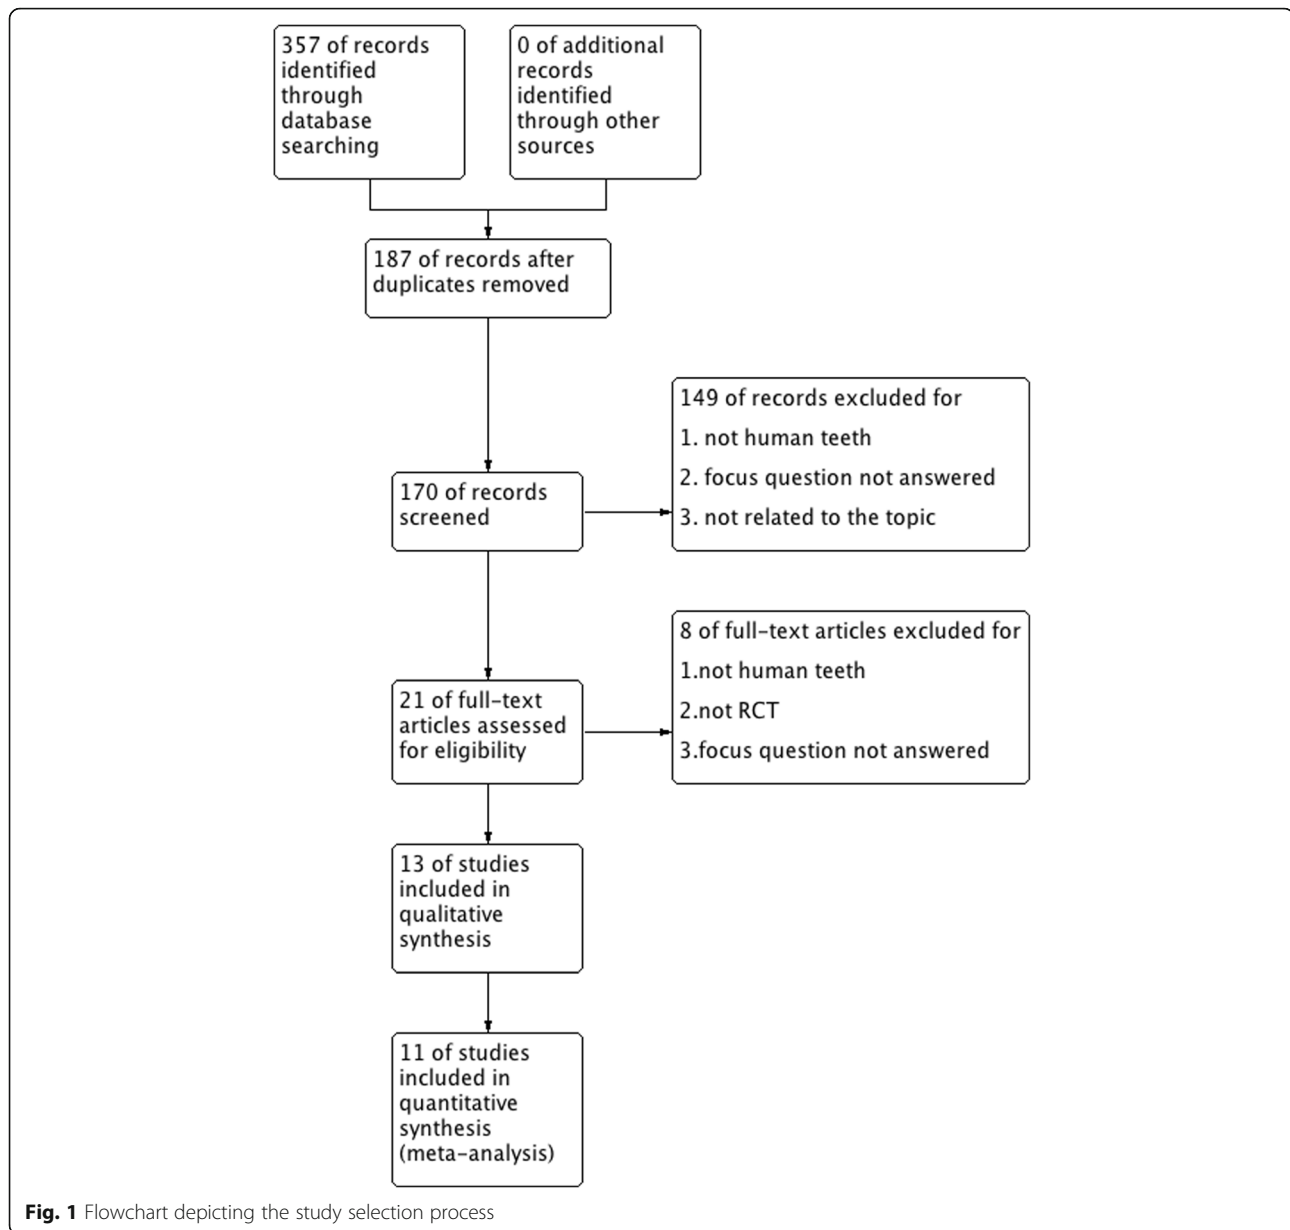 357 of records
identified
through
database
searching
0 of additional
records
identified
through other
sources
187 of records after
duplicates removed
149 of records excluded for
1. not human teeth
2. focus question not answered
3. not related to the topic
170 of records
screened
8 of full-text articles excluded for
1.not human teeth
2.not RCT
3.focus question not answered
21 of full-text
articles assessed
for eligibility
13 of studies
included in
qualitative
synthesis
11 of studies
included in
quantitative
synthesis
(meta-analysis)
Fig. 1 Flowchart depicting the study selection process